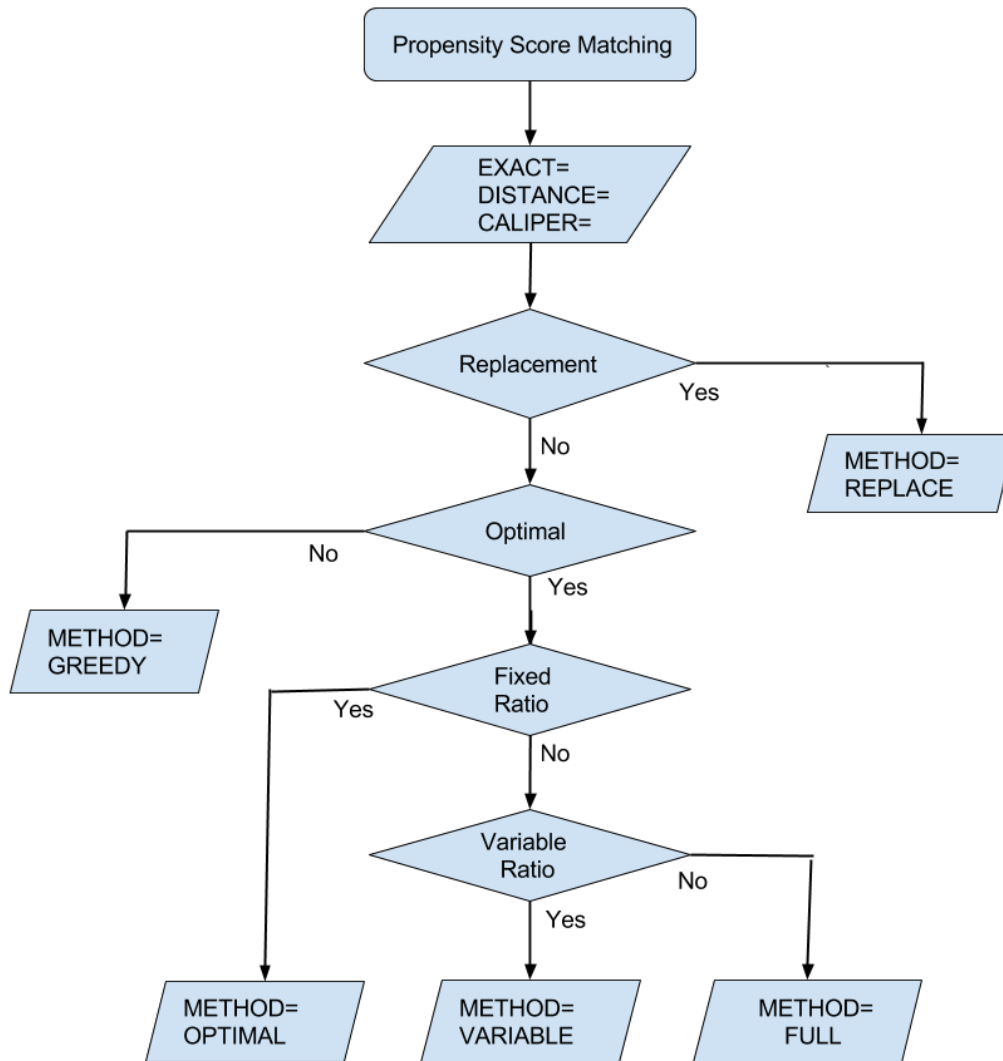 Propensity Score Matching
EXACT=
DISTANCE=
CALIPER=
Replacement
Yes
No
METHOD=
REPLACE
Optimal
No
Yes
METHOD=
GREEDY
Fixed
Ratio
Yes
No
Variable
Ratio
No
Yes
METHOD=
OPTIMAL
METHOD=
VARIABLE
METHOD=
FULL